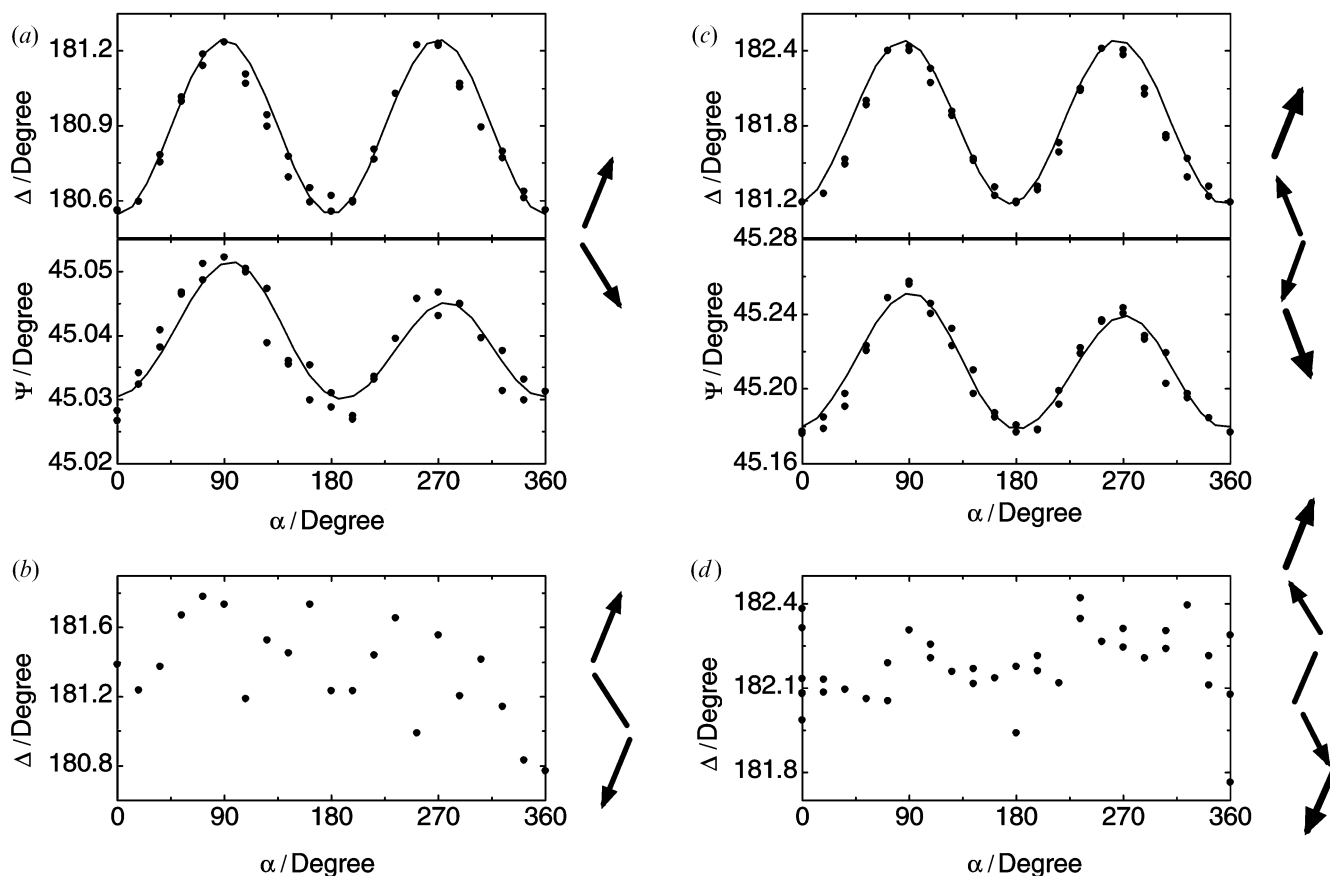 (a)
Δ/Degree
181.2
180.9
180.6
Ψ/Degree
45.05
45.04
45.03
45.02
0 90 180 270 360
α/Degree
(c)
Δ/Degree
182.4
181.8
181.2
Ψ/Degree
45.28
45.24
45.20
45.16
0 90 180 270 360
α/Degree
(b)
Δ/Degree
181.6
181.2
180.8
0 90 180 270 360
α/Degree
(d)
Δ/Degree
182.4
182.1
181.8
0 90 180 270 360
α/Degree